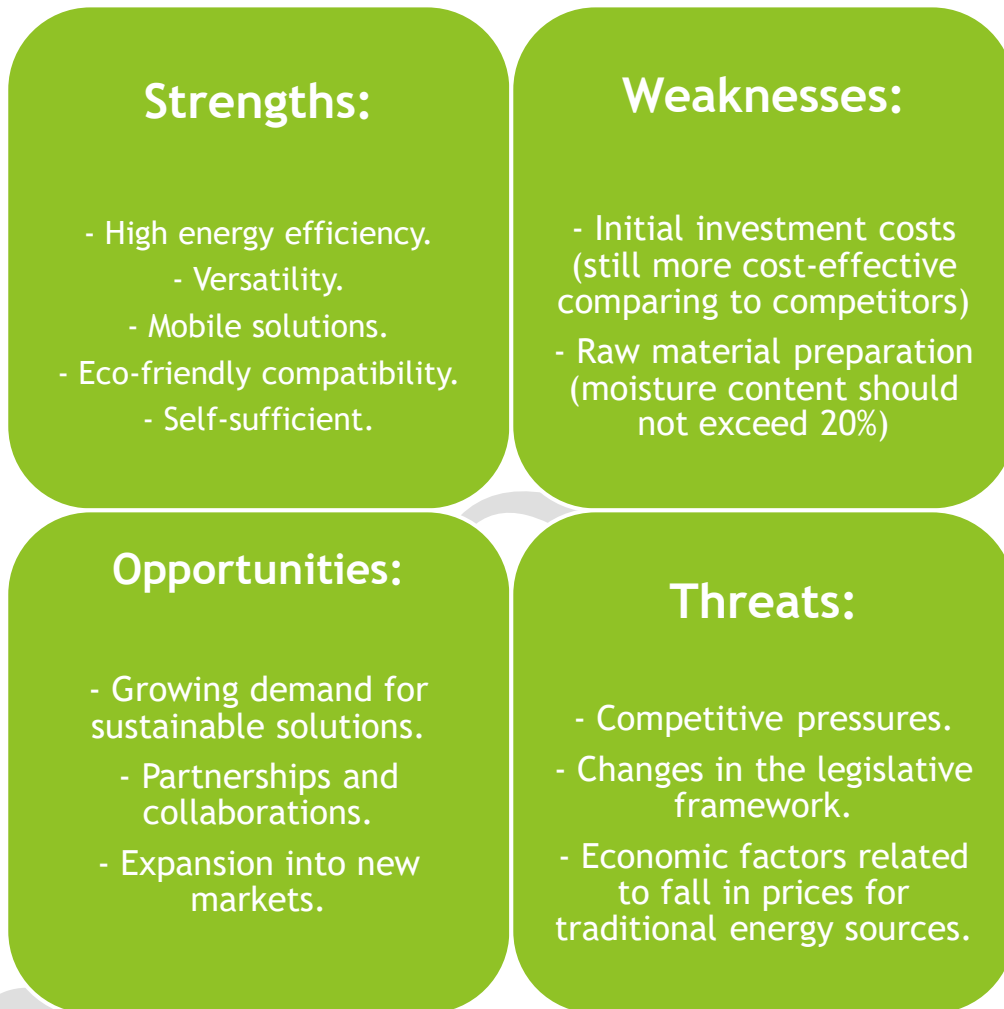 Strengths:
- High energy efficiency.
- Versatility.
- Mobile solutions.
- Eco-friendly compatibility.
- Self-sufficient.
Weaknesses:
- Initial investment costs
(still more cost-effective
comparing to competitors)
- Raw material preparation
(moisture content should
not exceed 20%)
Opportunities:
- Growing demand for
sustainable solutions.
- Partnerships and
collaborations.
- Expansion into new
markets.
Threats:
- Competitive pressures.
- Changes in the legislative
framework.
- Economic factors related
to fall in prices for
traditional energy sources.